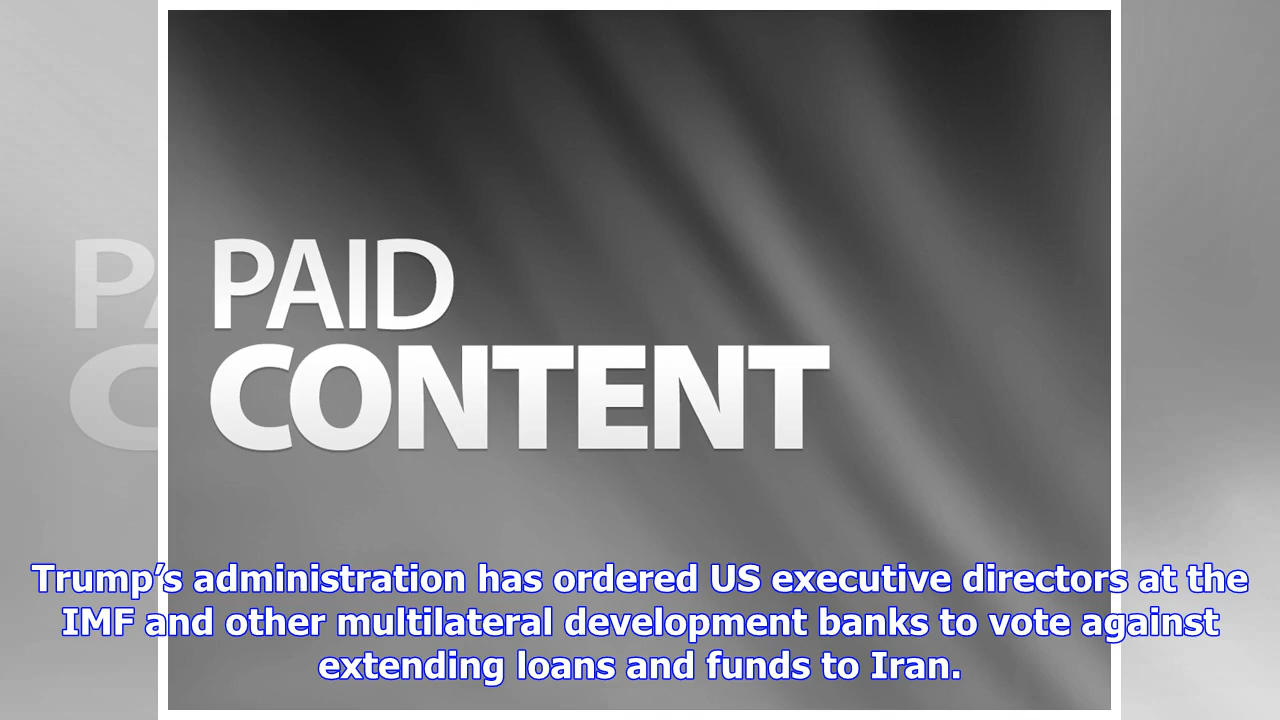 PAID
CONTENT
Trump’s administration has ordered US executive directors at the
IMF and other multilateral development banks to vote against
extending loans and funds to Iran.